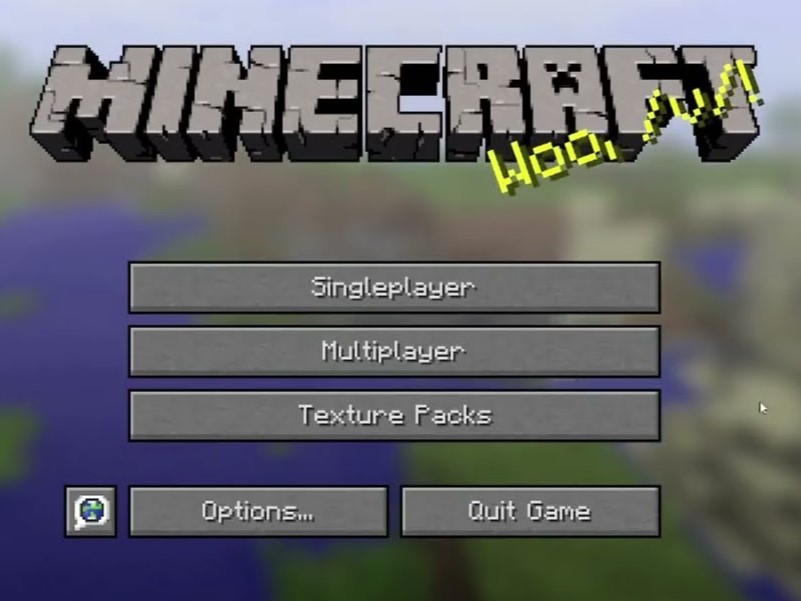 MINECRAFT
Woo,
Singleplayer
Multiplayer
Texture Packs
Options...
Quit Game